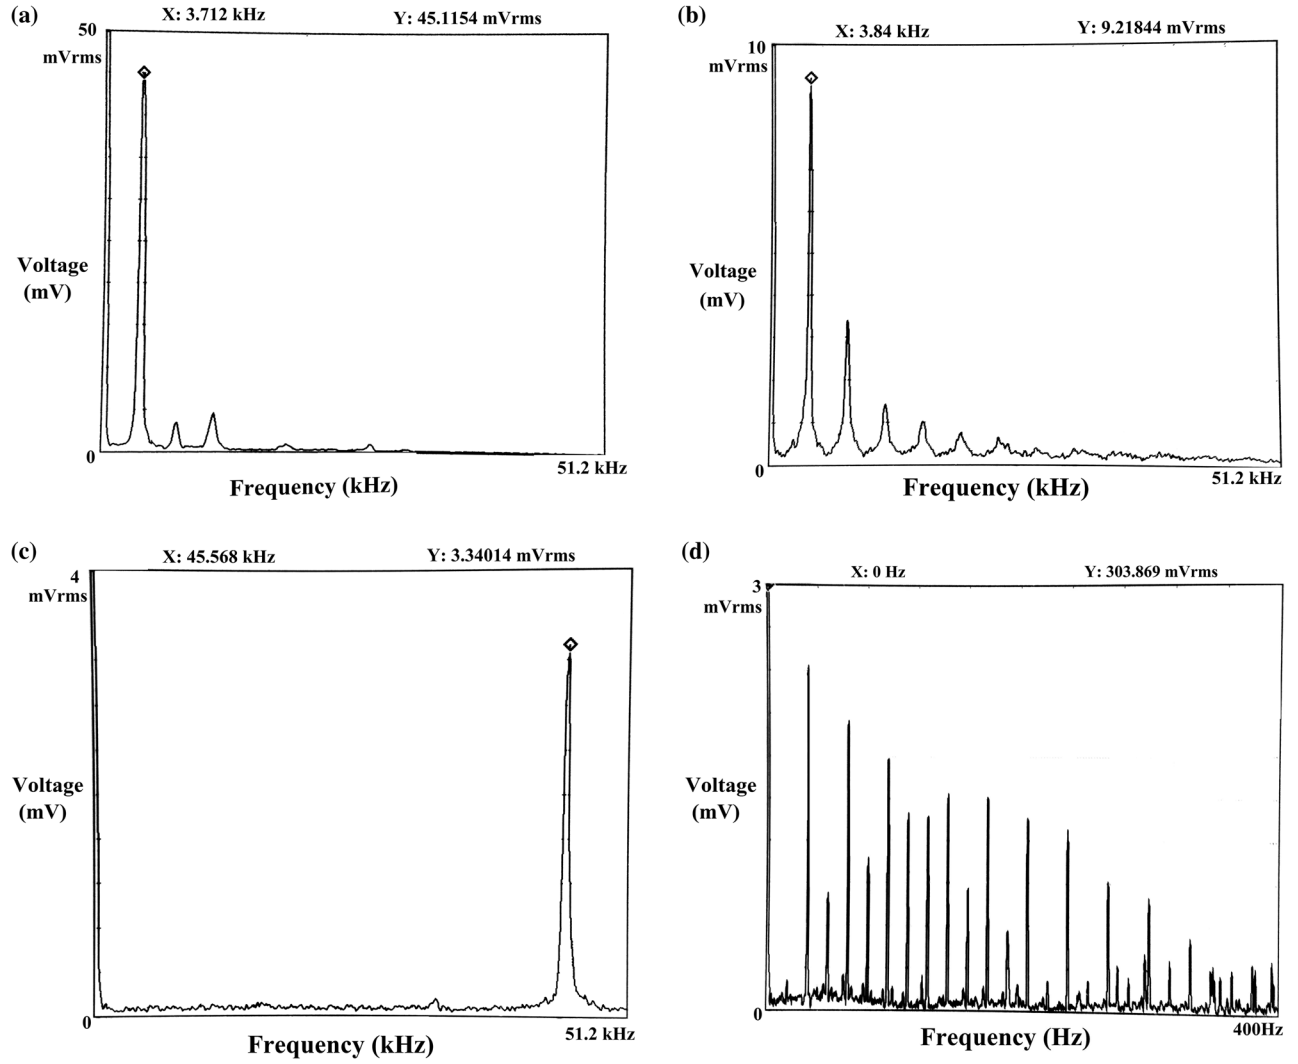 (a) X: 3.712 kHz Y: 45.1154 mVrms
50
mVrms
Voltage
(mV)
0
51.2 kHz
Frequency (kHz)
(b) X: 3.84 kHz Y: 9.21844 mVrms
10
mVrms
Voltage
(mV)
0
51.2 kHz
Frequency (kHz)
(c) X: 45.568 kHz Y: 3.34014 mVrms
4
mVrms
Voltage
(mV)
0
51.2 kHz
Frequency (kHz)
(d) X: 0 Hz Y: 303.869 mVrms
3
mVrms
Voltage
(mV)
0
400Hz
Frequency (Hz)